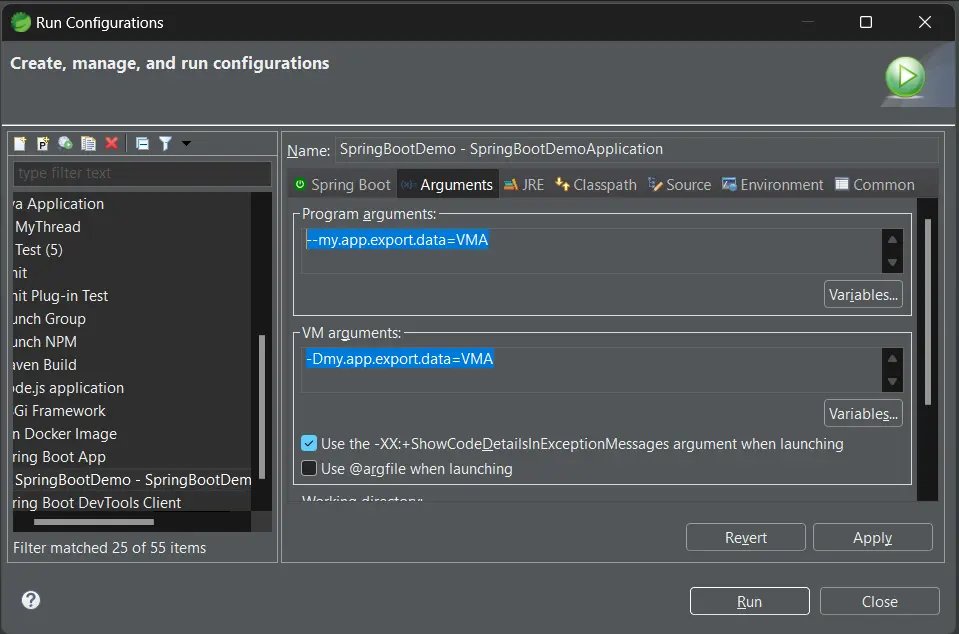 Run Configurations
Create, manage, and run configurations
type filter text
va Application
MyThread
Test (5)
nit
nit Plug-in Test
unch Group
unch NPM
aven Build
de.js application
Gi Framework
n Docker Image
ring Boot App
SpringBootDemo - SpringBootDem
ring Boot DevTools Client
Filter matched 25 of 55 items
Name: SpringBootDemo - SpringBootDemoApplication
Spring Boot (x)= Arguments JRE Classpath Source Environment Common
Program arguments:
--my.app.export.data=VMA
Variables...
VM arguments:
-Dmy.app.export.data=VMA
Variables...
Use the -XX:+ShowCodeDetailsInExceptionMessages argument when launching
Use @argfile when launching
Working directory:
Revert Apply
? Run Close